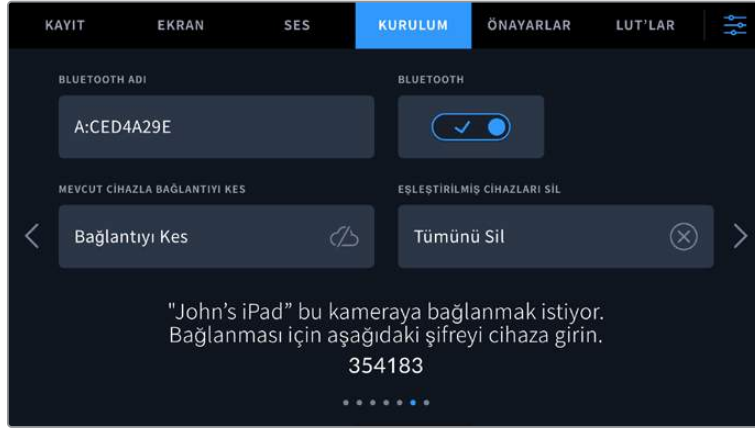 KAYIT EKRAN SES KURULUM ÖNAYARLAR LUT’LAR
BLUETOOTH ADI BLUETOOTH
A:CED4A29E
MEVCUT CİHAZLA BAĞLANTIYI KES EŞLEŞTİRİLMİŞ CİHAZLARI SİL
Bağlantıyı Kes Tümünü Sil
"John’s iPad” bu kameraya bağlanmak istiyor.
Bağlanması için aşağıdaki şifreyi cihaza girin.
354183